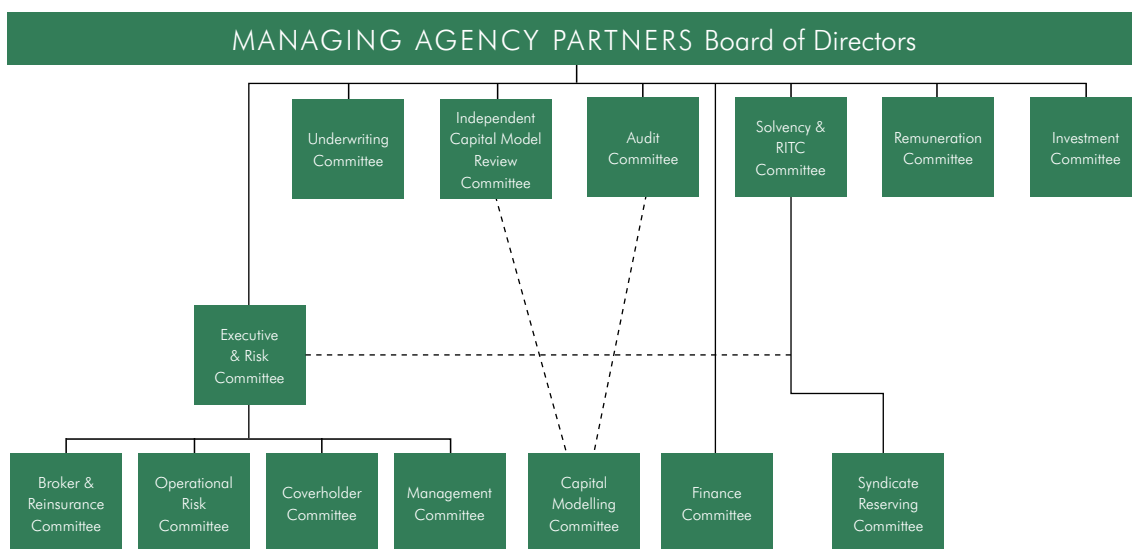 MANAGING AGENCY PARTNERS Board of Directors
Underwriting
Committee
Independent
Capital Model
Review
Committee
Audit
Committee
Solvency &
RITC
Committee
Remuneration
Committee
Investment
Committee
Executive
& Risk
Committee
Broker &
Reinsurance
Committee
Operational
Risk
Committee
Coverholder
Committee
Management
Committee
Capital
Modelling
Committee
Finance
Committee
Syndicate
Reserving
Committee